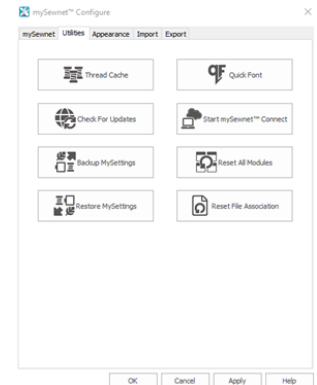 mySewnet™ Configure
mySewnet Utilities Appearance Import Export
Thread Cache Quick Font
Check For Updates Start mySewnet™ Connect
Backup MySettings Reset All Modules
Restore MySettings Reset File Association
OK Cancel Apply Help